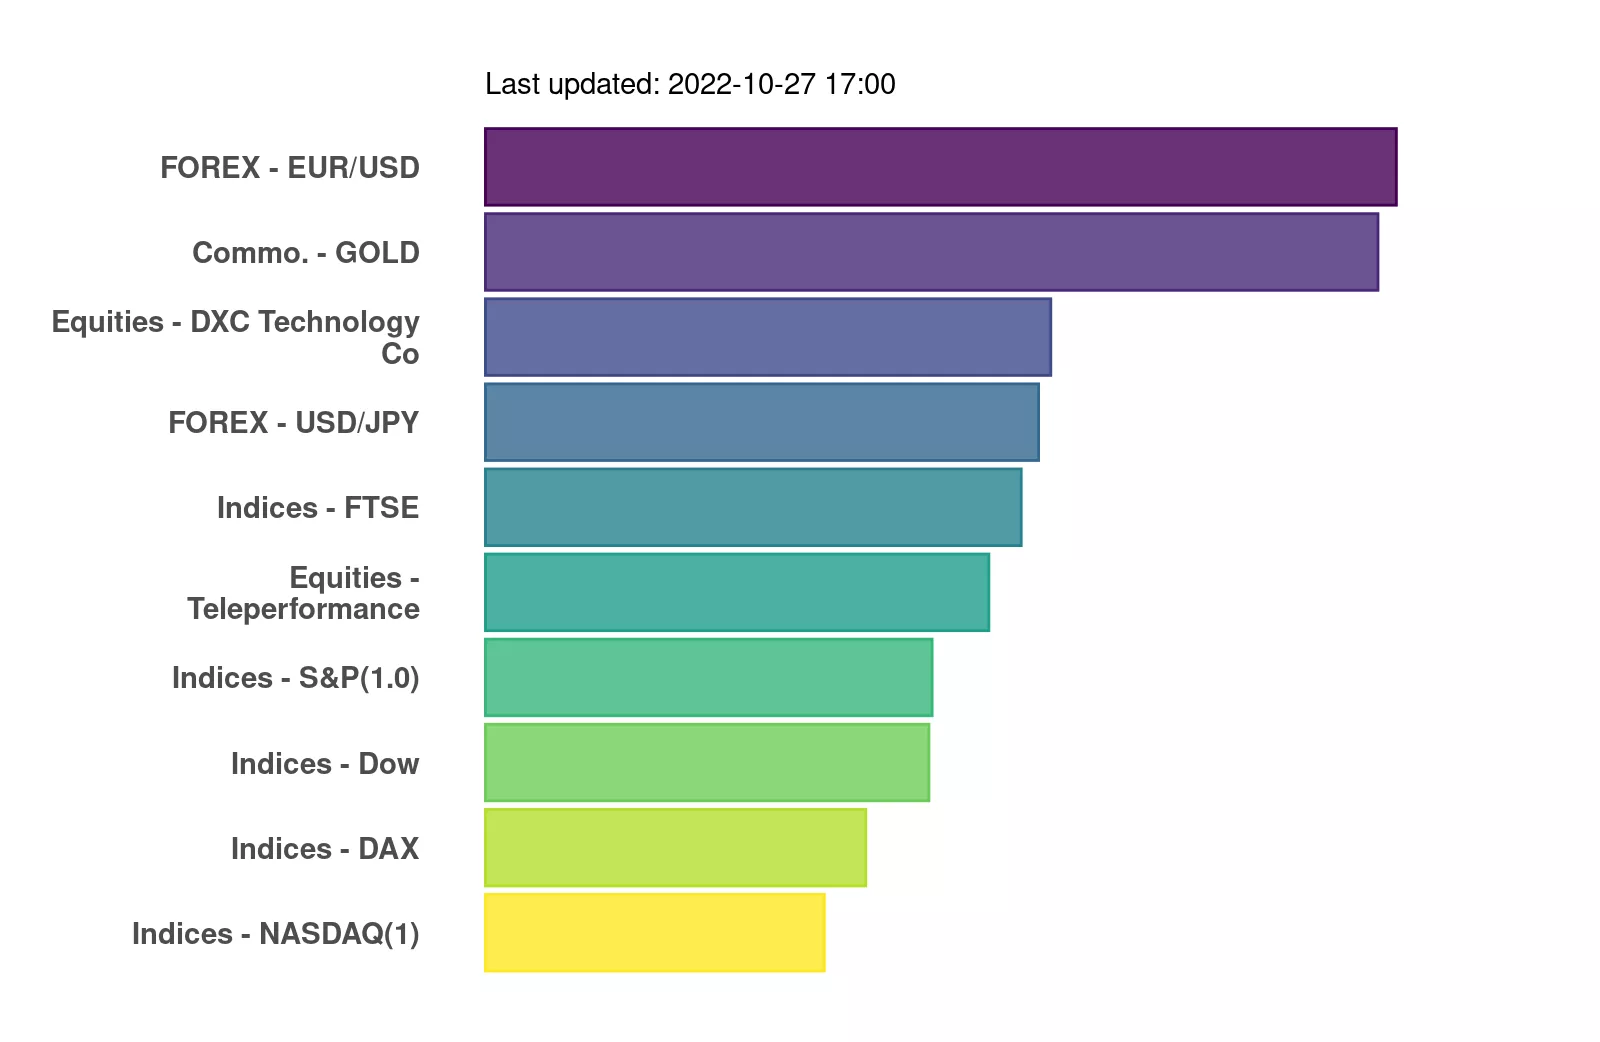 Last updated: 2022-10-27 17:00
FOREX - EUR/USD
Commo. - GOLD
Equities - DXC Technology
Co
FOREX - USD/JPY
Indices - FTSE
Equities -
Teleperformance
Indices - S&P(1.0)
Indices - Dow
Indices - DAX
Indices - NASDAQ(1)